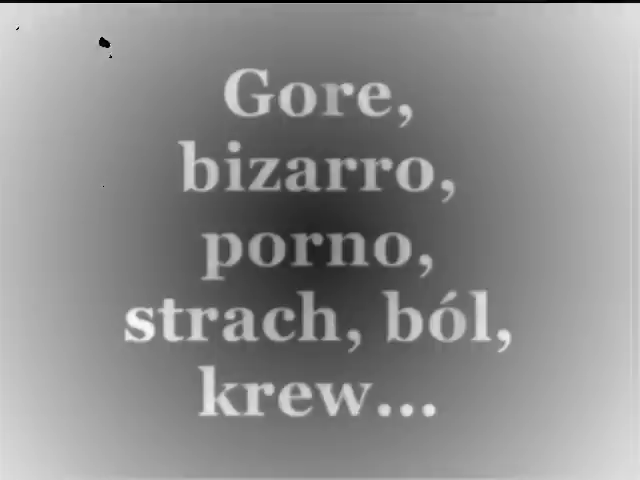 Gore,
bizarro,
porno,
strach, ból,
krew...